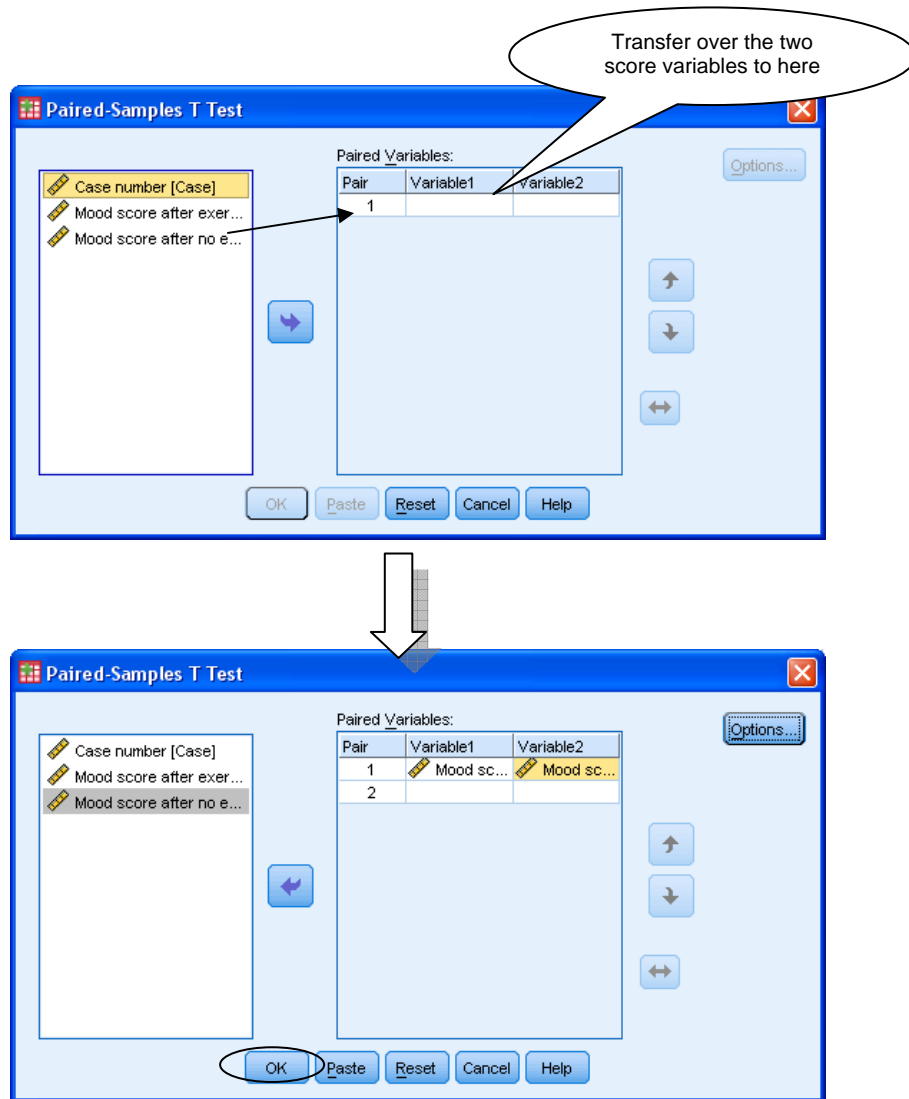 Transfer over the two
score variables to here
Paired-Samples T Test
Paired Variables:
Options...
Case number [Case]
Mood score after exer...
Mood score after no e...
Pair Variable1 Variable2
1
OK Paste Reset Cancel Help
Paired-Samples T Test
Paired Variables:
Options...
Case number [Case]
Mood score after exer...
Mood score after no e...
Pair Variable1 Variable2
1 Mood sc... Mood sc...
2
OK Paste Reset Cancel Help